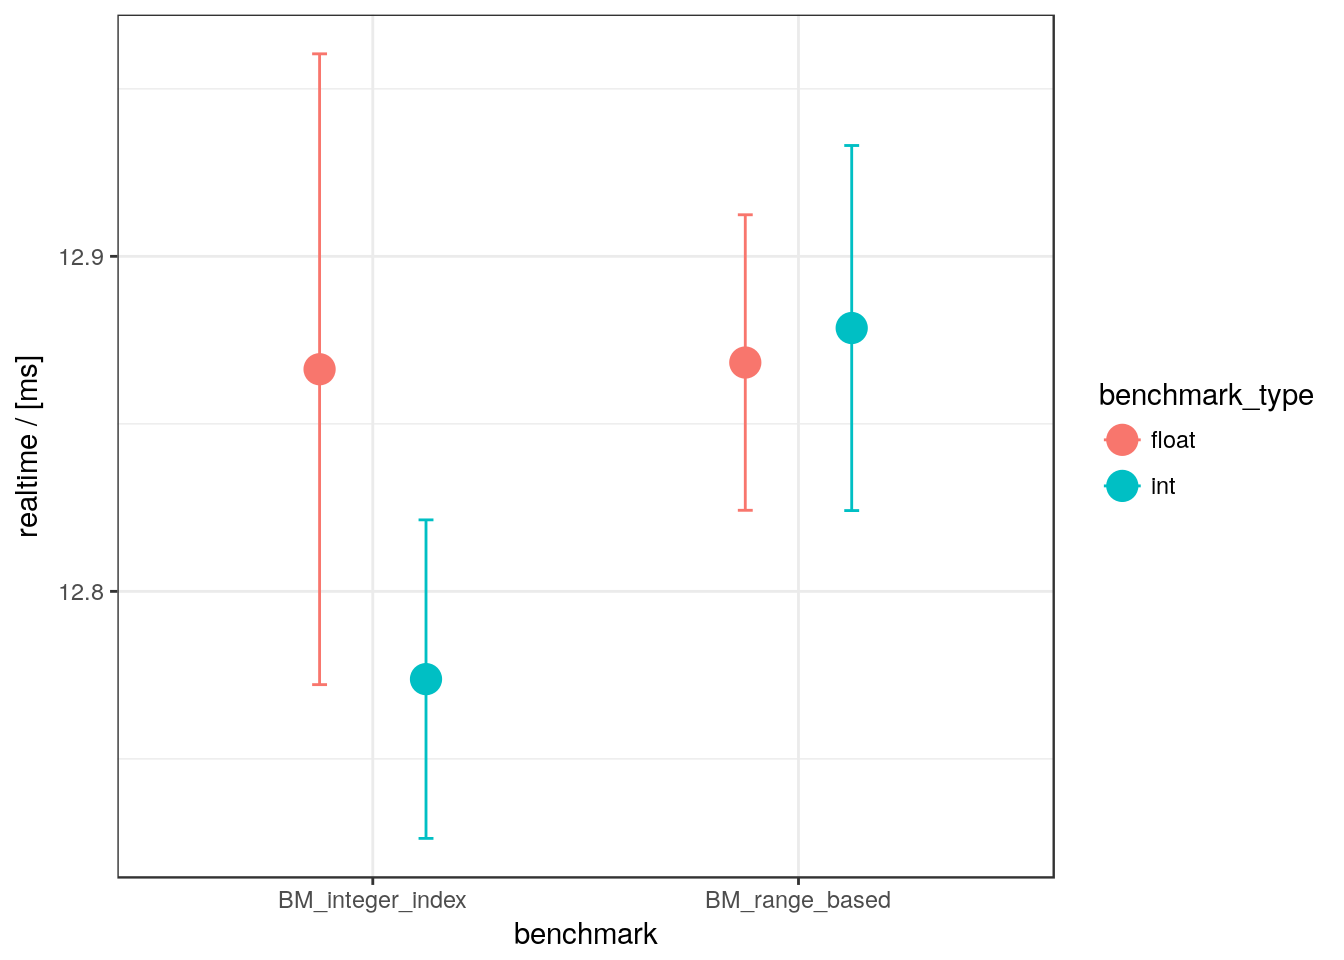 12.9
12.8
realtime / [ms]
BM_integer_index
BM_range_based
benchmark
benchmark_type
float
int